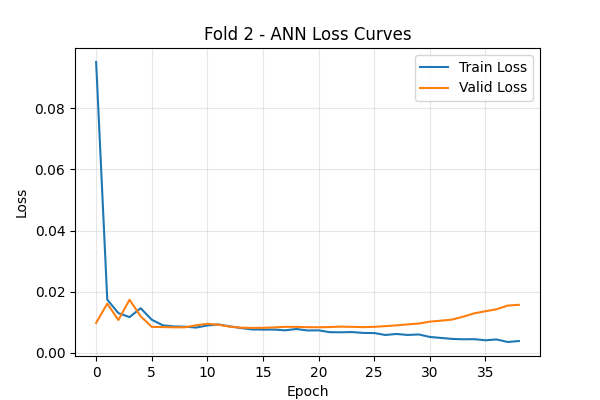 Fold 2 - ANN Loss Curves
Train Loss
Valid Loss
0.08
0.06
0.04
0.02
0.00
Loss
0 5 10 15 20 25 30 35
Epoch